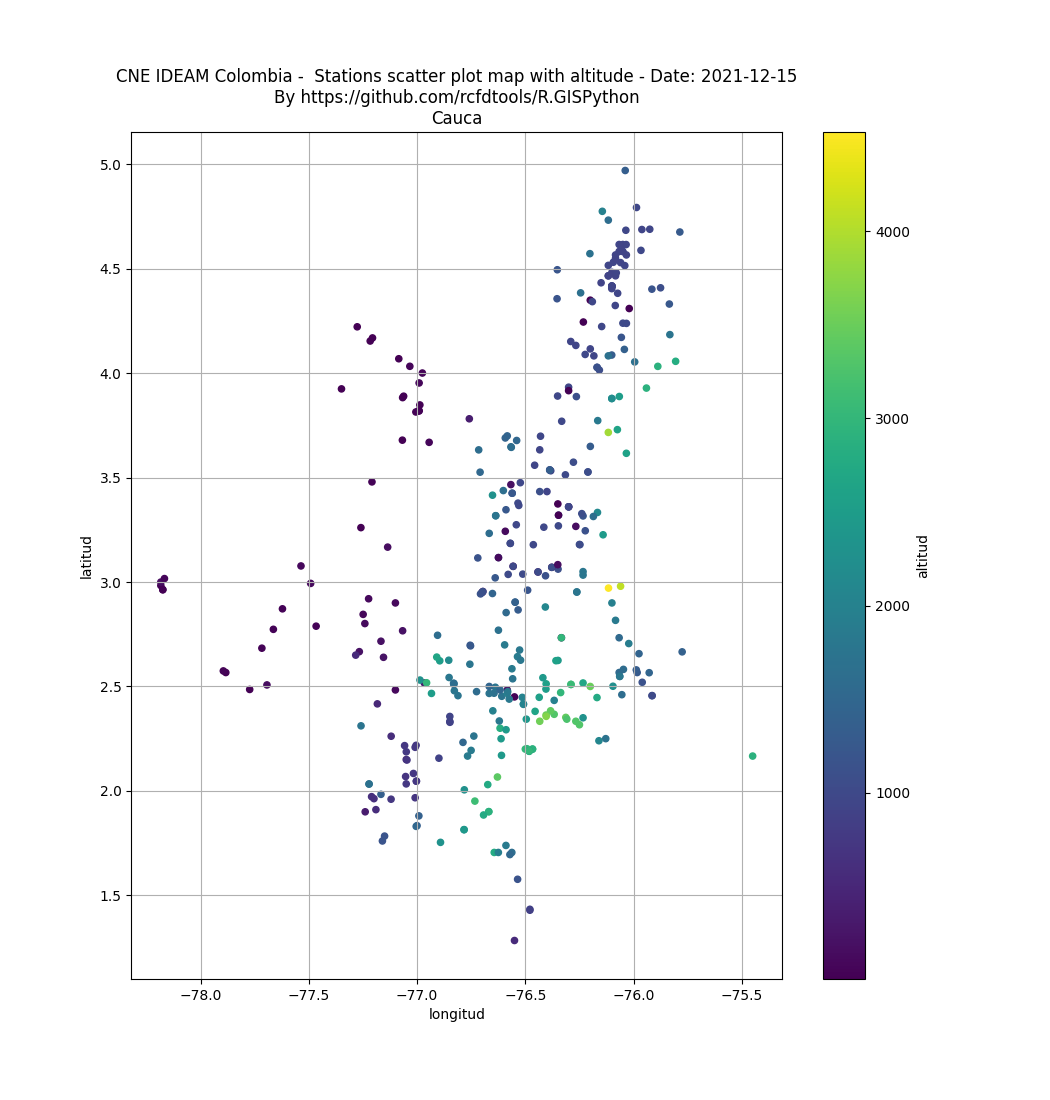 CNE IDEAM Colombia -  Stations scatter plot map with altitude - Date: 2021-12-15
By https://github.com/rcfdtools/R.GISPython
Cauca
5.0
4.5
4.0
3.5
3.0
2.5
2.0
1.5
latitud
−78.0 −77.5 −77.0 −76.5 −76.0 −75.5
longitud
4000
3000
2000
1000
altitud